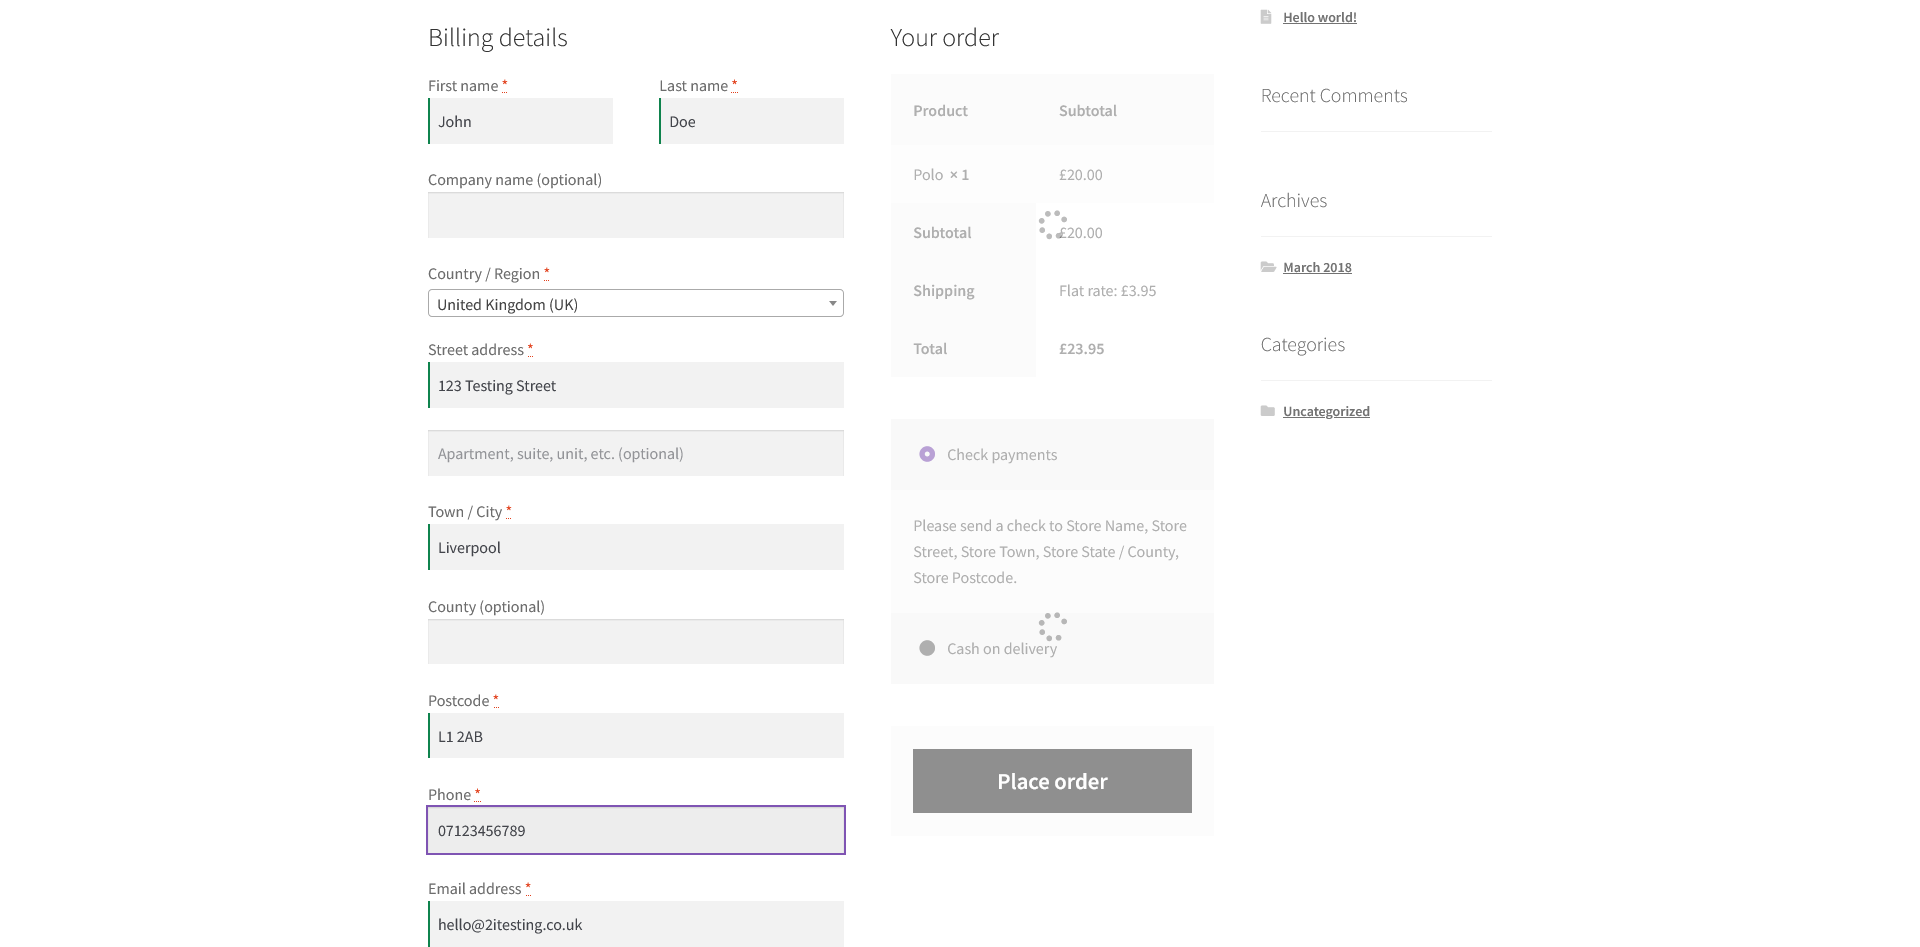 Billing details
First name *
Last name *
John
Doe
Company name (optional)
Country / Region *
United Kingdom (UK)
Street address *
123 Testing Street
Apartment, suite, unit, etc. (optional)
Town / City *
Liverpool
County (optional)
Postcode *
L1 2AB
Phone *
07123456789
Email address *
hello@2itesting.co.uk
Your order
Product Subtotal
Polo × 1 £20.00
Subtotal £20.00
Shipping Flat rate: £3.95
Total £23.95
Check payments
Please send a check to Store Name, Store
Street, Store Town, Store State / County,
Store Postcode.
Cash on delivery
Place order
Hello world!
Recent Comments
Archives
March 2018
Categories
Uncategorized